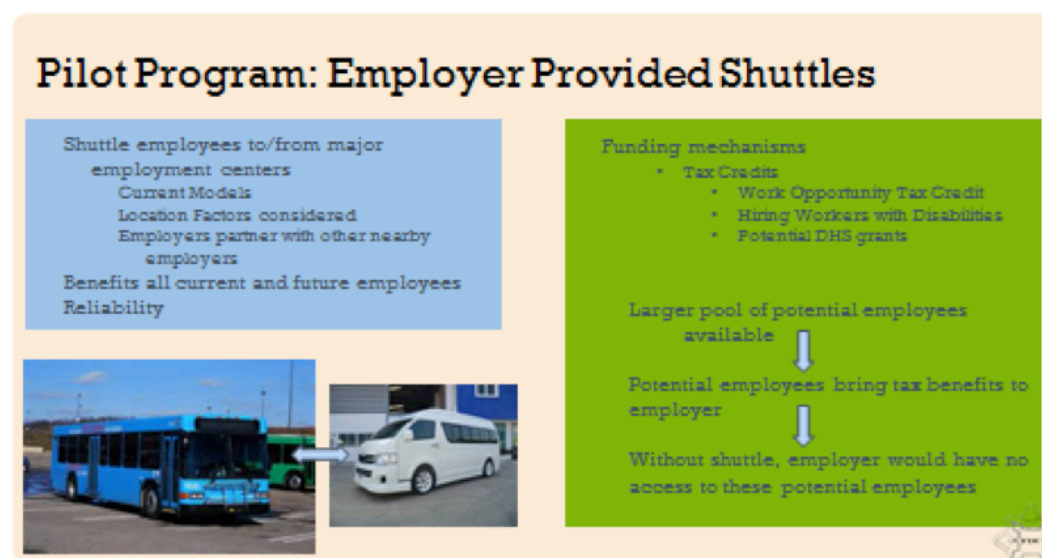 Pilot Program: Employer Provided Shuttles
Shuttle employees to/from major
employment centers
Current Models
Location Factors considered
Employers partner with other nearby
employers
Benefits all current and future employees
Reliability
Funding mechanisms
• Tax Credits
• Work Opportunity Tax Credit
• Hiring Workers with Disabilities
• Potential DHS grants
Larger pool of potential employees
available
Potential employees bring tax benefits to
employer
Without shuttle, employer would have no
access to these potential employees